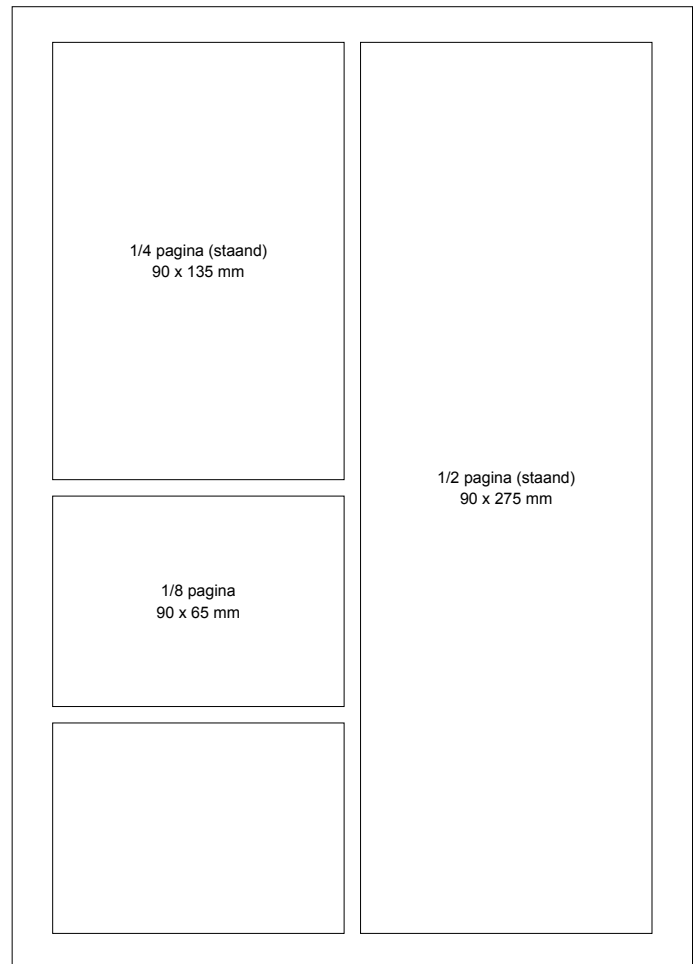 1/4 pagina (staand)
90 x 135 mm
1/2 pagina (staand)
90 x 275 mm
1/8 pagina
90 x 65 mm